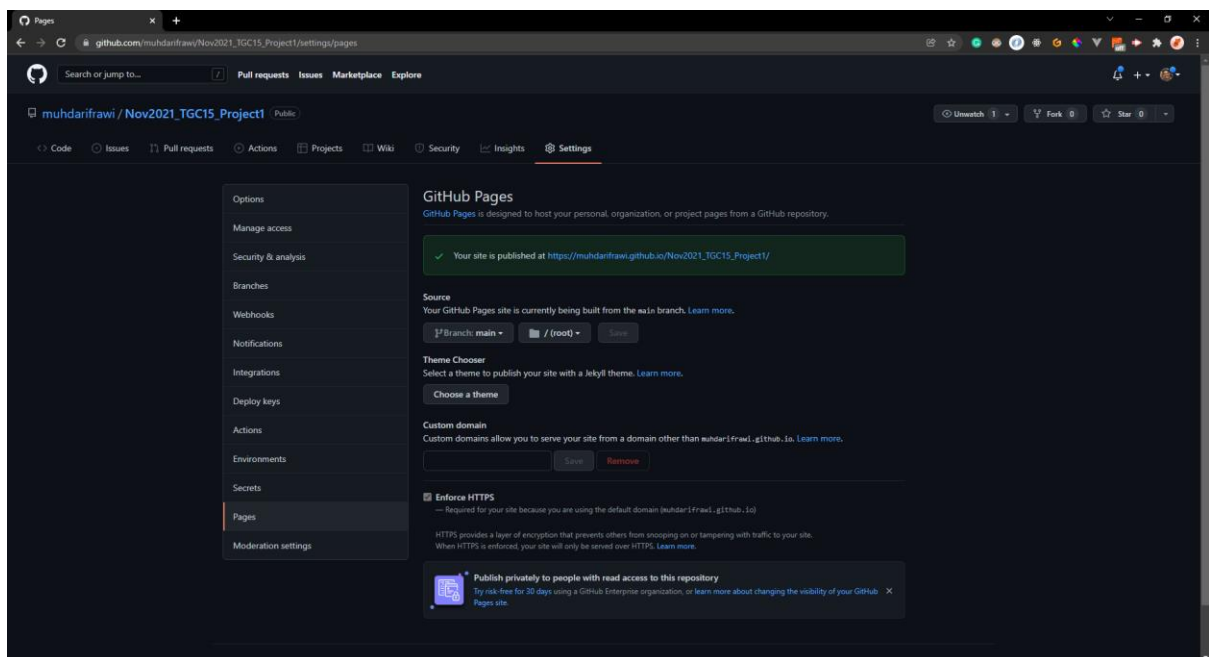 Pages
github.com/muhdarifrawi/Nov2021_TGC15_Project1/settings/pages
Search or jump to... /
Pull requests Issues Marketplace Explore
muhdarifrawi / Nov2021_TGC15_Project1 Public
Unwatch 1 Fork 0 Star 0
Code Issues Pull requests Actions Projects Wiki Security Insights Settings
Options
Manage access
Security & analysis
Branches
Webhooks
Notifications
Integrations
Deploy keys
Actions
Environments
Secrets
Pages
Moderation settings
GitHub Pages
GitHub Pages is designed to host your personal, organization, or project pages from a GitHub repository.
Your site is published at https://muhdarifrawi.github.io/Nov2021_TGC15_Project1/
Source
Your GitHub Pages site is currently being built from the main branch. Learn more.
Branch: main / (root) Save
Theme Chooser
Select a theme to publish your site with a Jekyll theme. Learn more.
Choose a theme
Custom domain
Custom domains allow you to serve your site from a domain other than muhdarifrawi.github.io. Learn more.
Save Remove
Enforce HTTPS
— Required for your site because you are using the default domain (muhdarifrawi.github.io)
HTTPS provides a layer of encryption that prevents others from snooping on or tampering with traffic to your site.
When HTTPS is enforced, your site will only be served over HTTPS. Learn more.
Publish privately to people with read access to this repository
Try risk-free for 30 days using a GitHub Enterprise organization, or learn more about changing the visibility of your GitHub
Pages site.